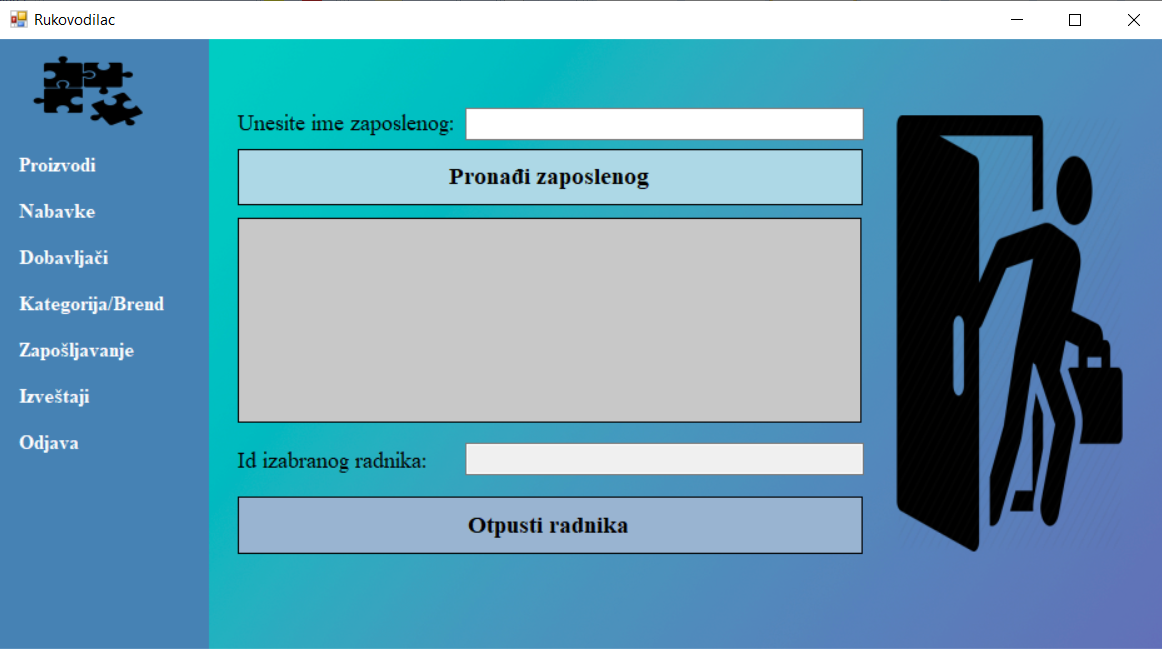 Rukovodilac
Proizvodi
Nabavke
Dobavljači
Kategorija/Brend
Zapošljavanje
Izveštaji
Odjava
Unesite ime zaposlenog:
Pronađi zaposlenog
Id izabranog radnika:
Otpusti radnika